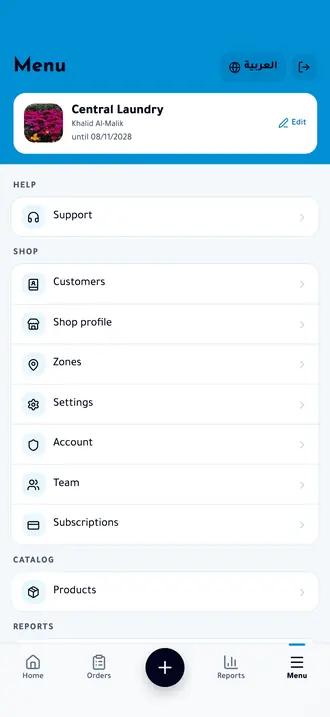 Menu
العربية
Central Laundry
Khalid Al-Malik
until 08/11/2028
Edit
HELP
Support
SHOP
Customers
Shop profile
Zones
Settings
Account
Team
Subscriptions
CATALOG
Products
REPORTS
Home
Orders
Reports
Menu